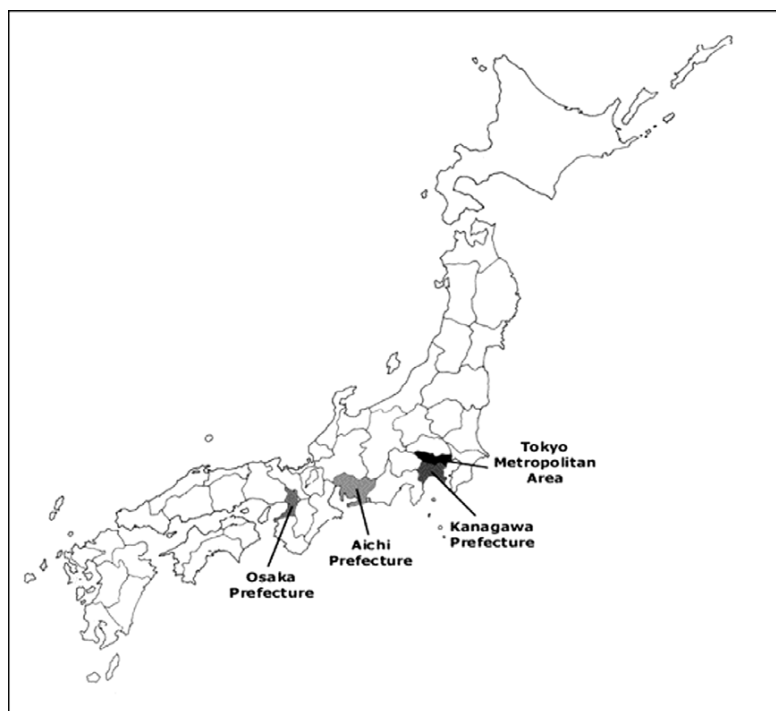 Tokyo
Metropolitan
Area
Kanagawa
Prefecture
Aichi
Prefecture
Osaka
Prefecture